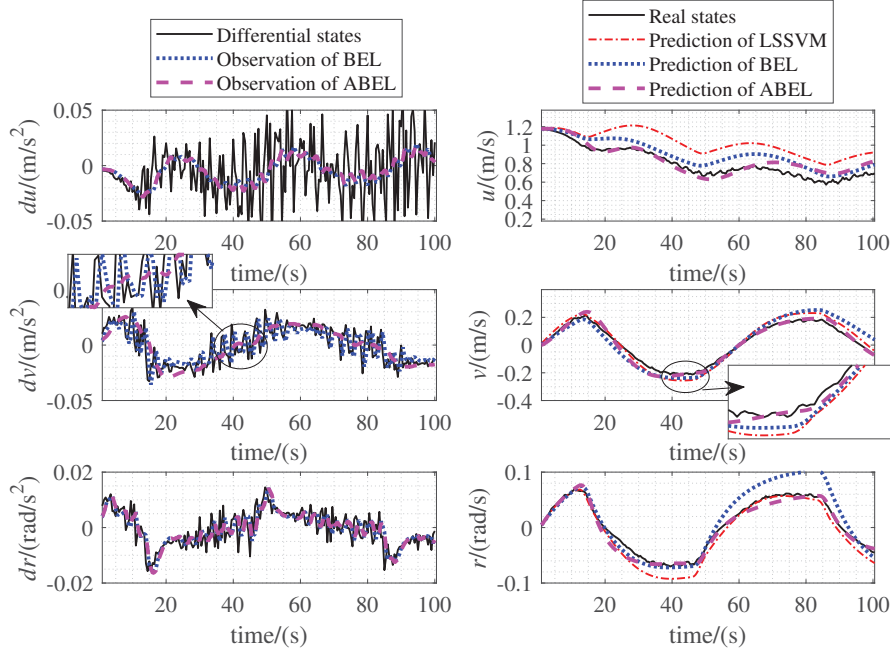 Differential states
Observation of BEL
Observation of ABEL
Real states
Prediction of LSSVM
Prediction of BEL
Prediction of ABEL
du/(m/s²)
0.05
0
-0.05
20 40 60 80 100
time/(s)
u/(m/s)
1.2
1.0
0.8
0.6
0.4
0.2
20 40 60 80 100
time/(s)
dv/(m/s²)
0.0
0
-0.05
20 40 60 80 100
time/(s)
v/(m/s)
0.2
0
-0.2
-0.4
20
time/(s)
dr/(rad/s²)
0.02
0
-0.02
20 40 60 80 100
time/(s)
r/(rad/s)
0.1
0
-0.1
20 40 60 80 100
time/(s)